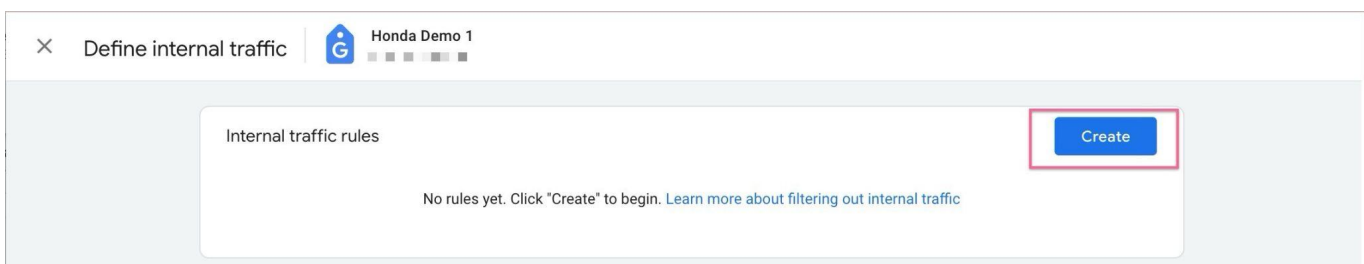 Define internal traffic
G
Honda Demo 1
Internal traffic rules
Create
No rules yet. Click "Create" to begin. Learn more about filtering out internal traffic